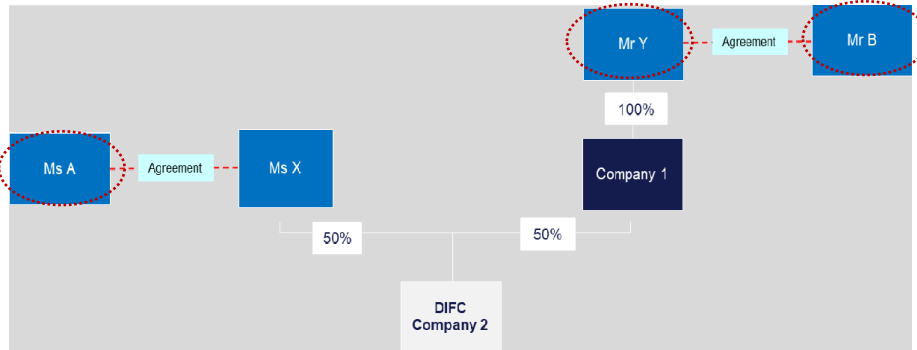 Mr Y
Agreement
Mr B
100%
Ms A
Agreement
Ms X
Company 1
50%
50%
DIFC
Company 2